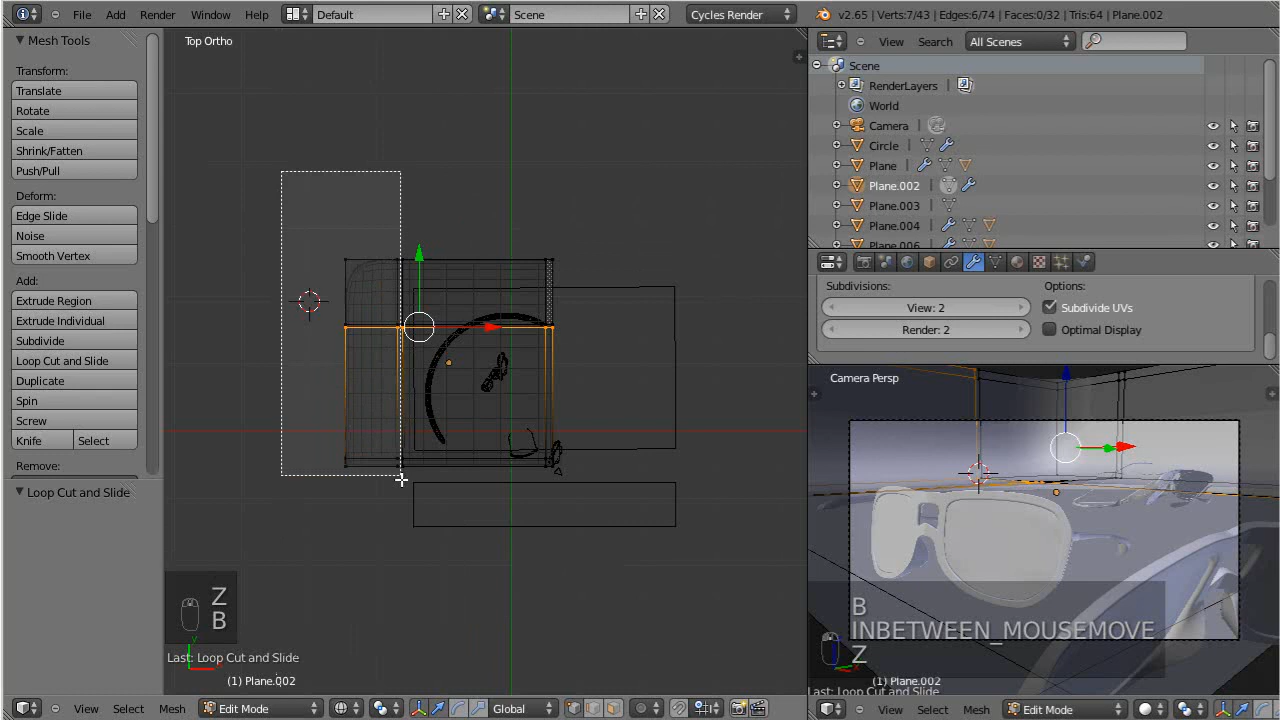 File Add Render Window Help Default Scene Cycles Render v2.65 | Verts:7/43 | Edges:6/74 | Faces:0/32 | Tris:64 | Plane.002
Mesh Tools
Transform:
Translate
Rotate
Scale
Shrink/Fatten
Push/Pull
Deform:
Edge Slide
Noise
Smooth Vertex
Add:
Extrude Region
Extrude Individual
Subdivide
Loop Cut and Slide
Duplicate
Spin
Screw
Knife Select
Remove:
Loop Cut and Slide
Top Ortho
Z
B
Last: Loop Cut and Slide
(1) Plane.002
View Select Mesh Edit Mode Global
View Search All Scenes
Scene
RenderLayers
World
Camera
Circle
Plane
Plane.002
Plane.003
Plane.004
Plane.006
Subdivisions: Options:
View: 2 Subdivide UVs
Render: 2 Optimal Display
Camera Persp
B
INBETWEEN_MOUSEMOVE
Z
(1) Plane.002
Last: Loop Cut and Slide
View Select Mesh Edit Mode